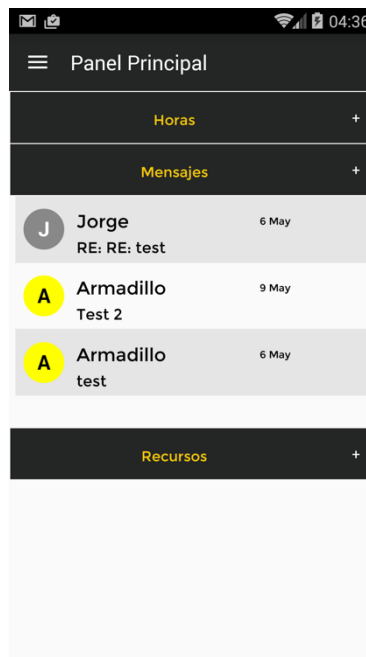 04:36
Panel Principal
Horas +
Mensajes +
J Jorge 6 May
RE: RE: test
A Armadillo 9 May
Test 2
A Armadillo 6 May
test
Recursos +